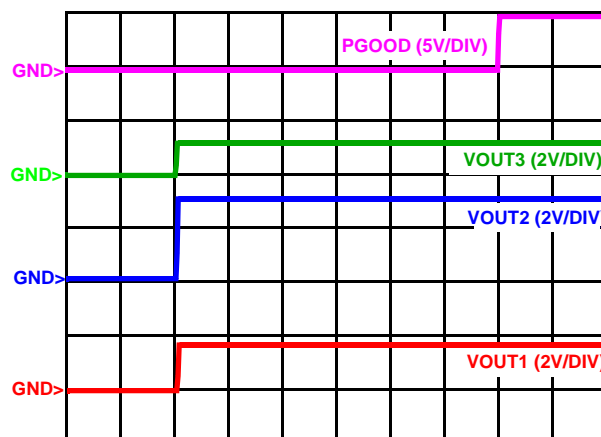 PGOOD (5V/DIV)
GND>
VOUT3 (2V/DIV)
GND>
VOUT2 (2V/DIV)
GND>
VOUT1 (2V/DIV)
GND>